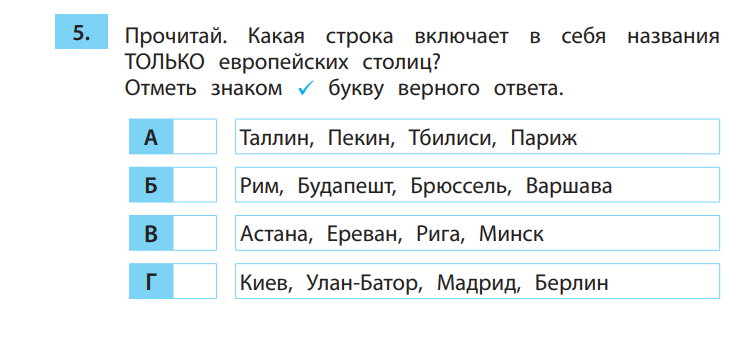 5. Прочитай. Какая строка включает в себя названия
ТОЛЬКО европейских столиц?
Отметь знаком ✓ букву верного ответа.
А Таллин, Пекин, Тбилиси, Париж
Б Рим, Будапешт, Брюссель, Варшава
В Астана, Ереван, Рига, Минск
Г Киев, Улан-Батор, Мадрид, Берлин